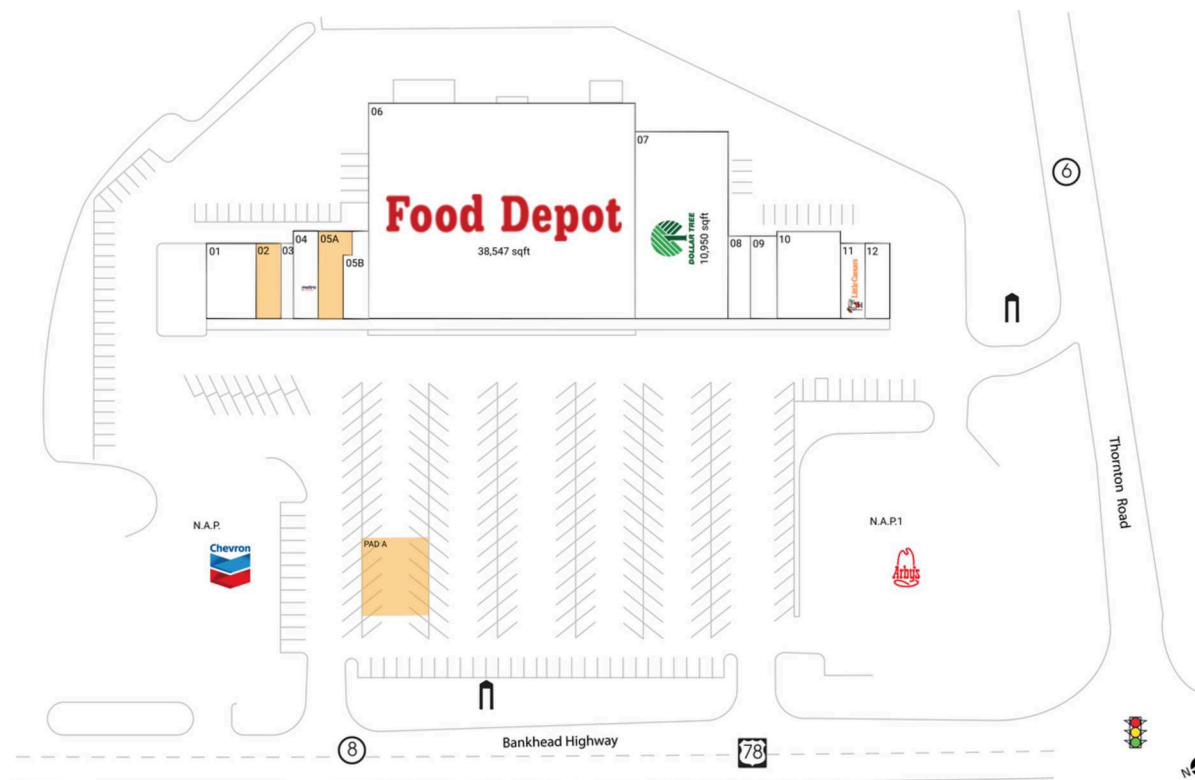 06
07
6
Food Depot
38,547 sqft
DOLLAR TREE
10,950 sqft
01
02
03
04
metro
05A
05B
08
09
10
11
Little Caesars
12
Thornton Road
N.A.P.
Chevron
PAD A
N.A.P.1
Arby's
8
Bankhead Highway
78
N